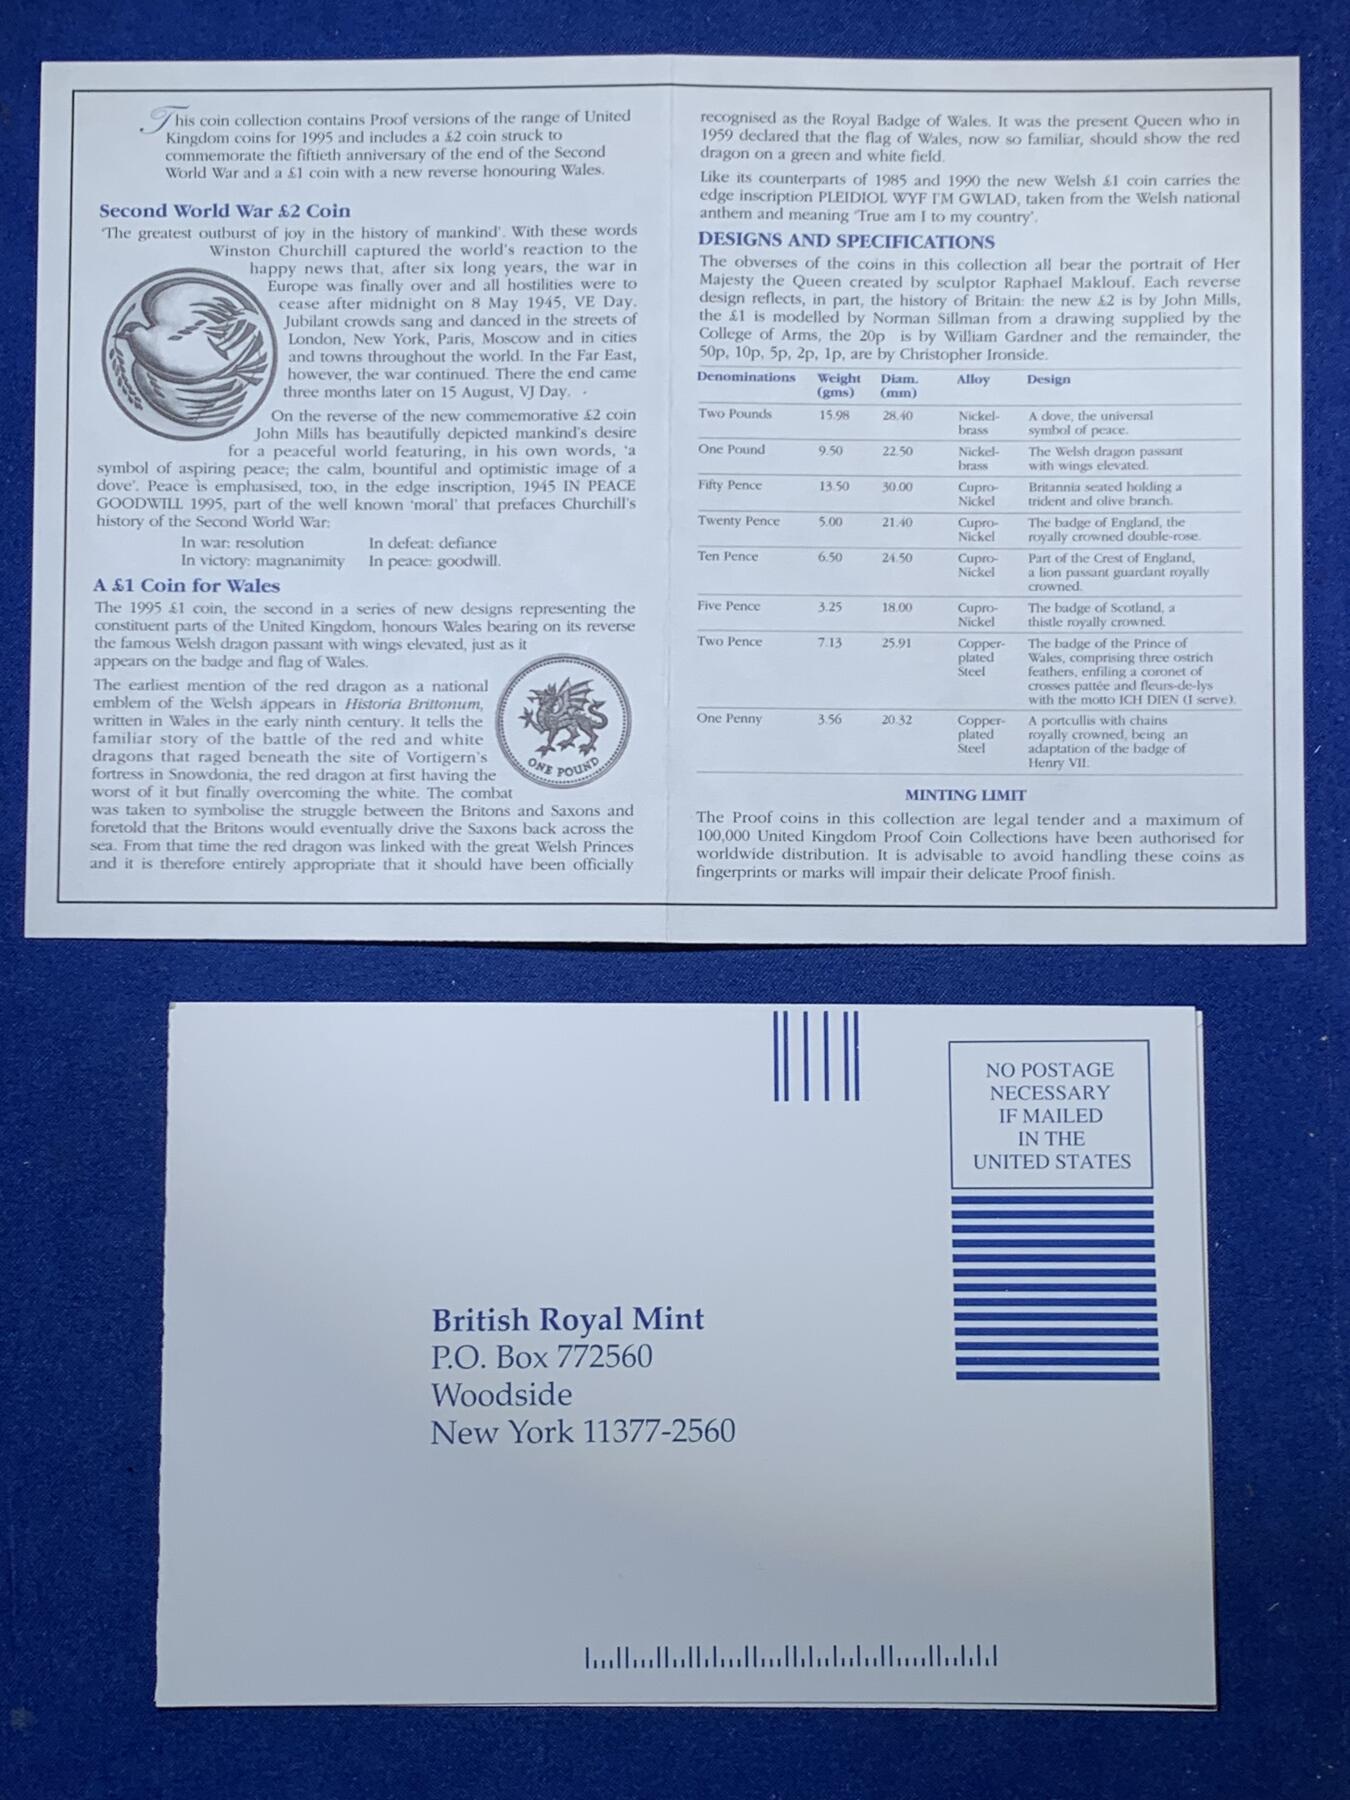 This coin collection contains Proof versions of the range of United
Kingdom coins for 1995 and includes a £2 coin struck to
commemorate the fiftieth anniversary of the end of the Second
World War and a £1 coin with a new reverse honouring Wales.
Second World War £2 Coin
'The greatest outburst of joy in the history of mankind'. With these words
Winston Churchill captured the world's reaction to the
happy news that, after six long years, the war in
Europe was finally over and all hostilities were to
cease after midnight on 8 May 1945, VE Day.
Jubilant crowds sang and danced in the streets of
London, New York, Paris, Moscow and in cities
and towns throughout the world. In the Far East,
however, the war continued. There the end came
three months later on 15 August, VJ Day.
On the reverse of the new commemorative £2 coin
John Mills has beautifully depicted mankind's desire
for a peaceful world featuring, in his own words, 'a
symbol of aspiring peace; the calm, bountiful and optimistic image of a
dove'. Peace is emphasised, too, in the edge inscription, 1945 IN PEACE
GOODWILL 1995, part of the well known 'moral' that prefaces Churchill's
history of the Second World War:
In war: resolution In defeat: defiance
In victory: magnanimity In peace: goodwill.
A £1 Coin for Wales
The 1995 £1 coin, the second in a series of new designs representing the
constituent parts of the United Kingdom, honours Wales bearing on its reverse
the famous Welsh dragon passant with wings elevated, just as it
appears on the badge and flag of Wales.
The earliest mention of the red dragon as a national
emblem of the Welsh appears in Historia Brittonum,
written in Wales in the early ninth century. It tells the
familiar story of the battle of the red and white
dragons that raged beneath the site of Vortigern's
fortress in Snowdonia, the red dragon at first having the
worst of it but finally overcoming the white. The combat
was taken to symbolise the struggle between the Britons and Saxons and
foretold that the Britons would eventually drive the Saxons back across the
sea. From that time the red dragon was linked with the great Welsh Princes
and it is therefore entirely appropriate that it should have been officially
ONE POUND
recognised as the Royal Badge of Wales. It was the present Queen who in
1959 declared that the flag of Wales, now so familiar, should show the red
dragon on a green and white field.
Like its counterparts of 1985 and 1990 the new Welsh £1 coin carries the
edge inscription PLEIDIOL WYF I'M GWLAD, taken from the Welsh national
anthem and meaning 'True am I to my country'.
DESIGNS AND SPECIFICATIONS
The obverses of the coins in this collection all bear the portrait of Her
Majesty the Queen created by sculptor Raphael Maklouf. Each reverse
design reflects, in part, the history of Britain: the new £2 is by John Mills,
the £1 is modelled by Norman Sillman from a drawing supplied by the
College of Arms, the 20p is by William Gardner and the remainder, the
50p, 10p, 5p, 2p, 1p, are by Christopher Ironside.
Denominations Weight Diam. Alloy Design
(gms) (mm)
Two Pounds 15.98 28.40 Nickel- A dove, the universal
brass symbol of peace.
One Pound 9.50 22.50 Nickel- The Welsh dragon passant
brass with wings elevated.
Fifty Pence 13.50 30.00 Cupro- Britannia seated holding a
Nickel trident and olive branch.
Twenty Pence 5.00 21.40 Cupro- The badge of England, the
Nickel royally crowned double-rose.
Ten Pence 6.50 24.50 Cupro- Part of the Crest of England,
Nickel a lion passant guardant royally
crowned.
Five Pence 3.25 18.00 Cupro- The badge of Scotland, a
Nickel thistle royally crowned.
Two Pence 7.13 25.91 Copper- The badge of the Prince of
plated Wales, comprising three ostrich
Steel feathers, enfiling a coronet of
crosses pattée and fleurs-de-lys
with the motto ICH DIEN (I serve).
One Penny 3.56 20.32 Copper- A portcullis with chains
plated royally crowned, being an
Steel adaptation of the badge of
Henry VII.
MINTING LIMIT
The Proof coins in this collection are legal tender and a maximum of
100,000 United Kingdom Proof Coin Collections have been authorised for
worldwide distribution. It is advisable to avoid handling these coins as
fingerprints or marks will impair their delicate Proof finish.
NO POSTAGE
NECESSARY
IF MAILED
IN THE
UNITED STATES
British Royal Mint
P.O. Box 772560
Woodside
New York 11377-2560